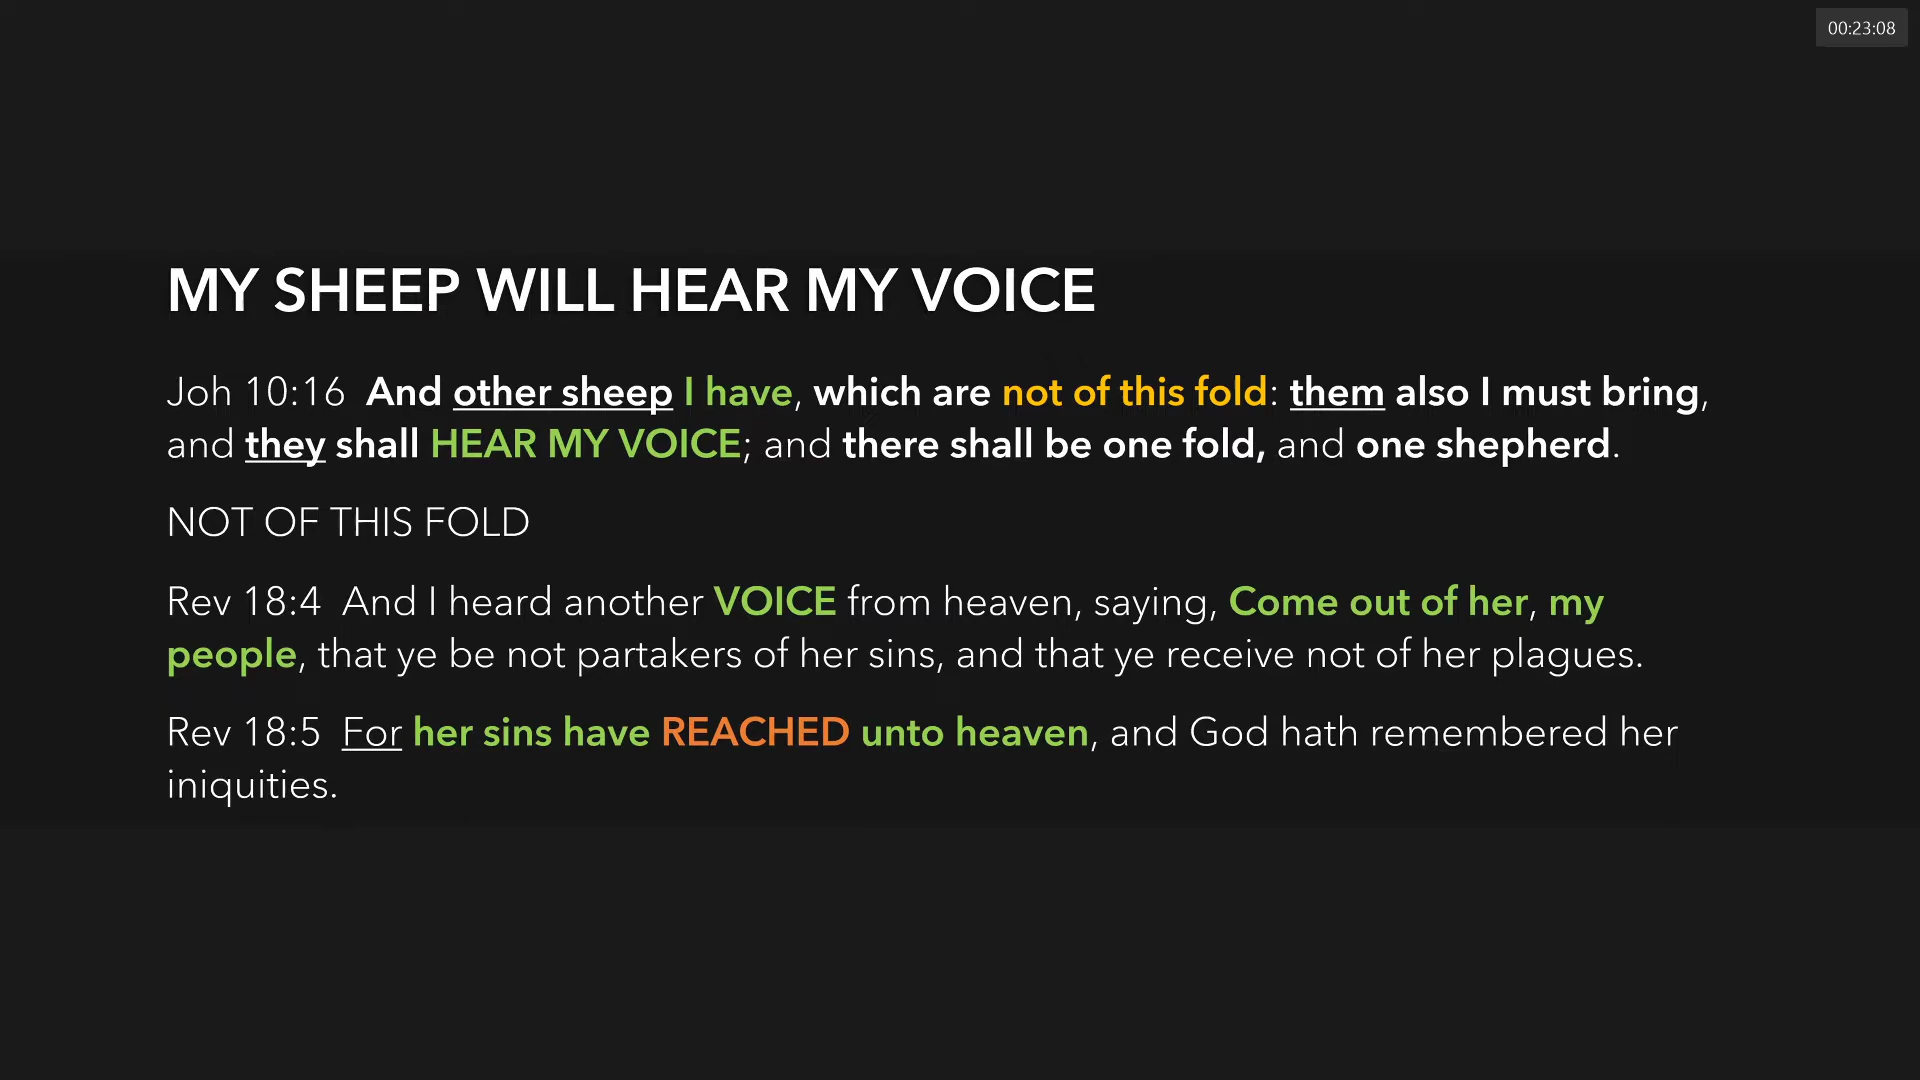 00:23:08
MY SHEEP WILL HEAR MY VOICE
Joh 10:16  And other sheep I have, which are not of this fold: them also I must bring,
and they shall HEAR MY VOICE; and there shall be one fold, and one shepherd.
NOT OF THIS FOLD
Rev 18:4  And I heard another VOICE from heaven, saying, Come out of her, my
people, that ye be not partakers of her sins, and that ye receive not of her plagues.
Rev 18:5  For her sins have REACHED unto heaven, and God hath remembered her
iniquities.